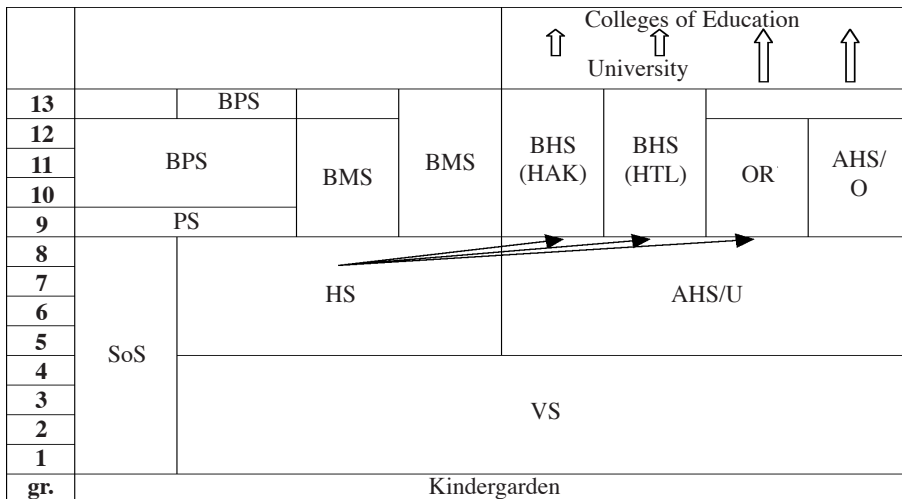 Colleges of Education
University
13 BPS
12
11 BPS BMS BMS BHS (HAK) BHS (HTL) OR AHS/ O
10
9 PS
8
7 HS AHS/U
6
5 SoS
4
3 VS
2
1
gr. Kindergarden